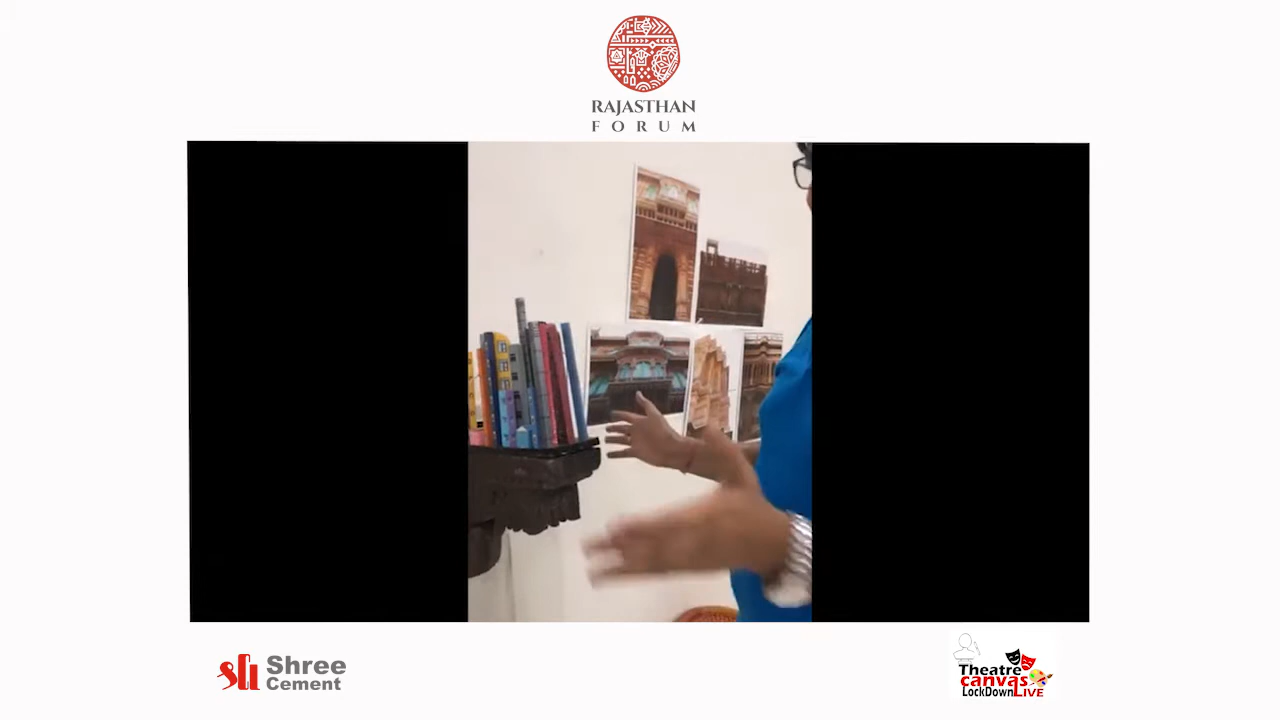 RAJASTHAN
FORUM
Shree
Cement
Theatre
canvas
LockDown LIVE